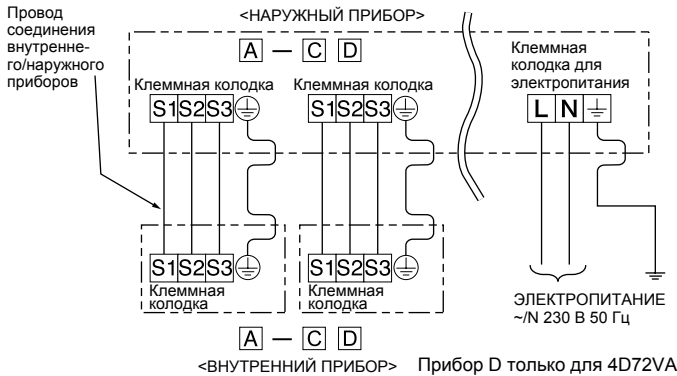 Провод
соединения
внутренне-
го/наружного
приборов
<НАРУЖНЫЙ ПРИБОР>
A — C D
Клеммная колодка
S1 S2 S3
Клеммная колодка
S1 S2 S3
Клеммная
колодка для
электропитания
L N
S1 S2 S3
Клеммная
колодка
S1 S2 S3
Клеммная
колодка
ЭЛЕКТРОПИТАНИЕ
~/N 230 В 50 Гц
A — C D
<ВНУТРЕННИЙ ПРИБОР>
Прибор D только для 4D72VA